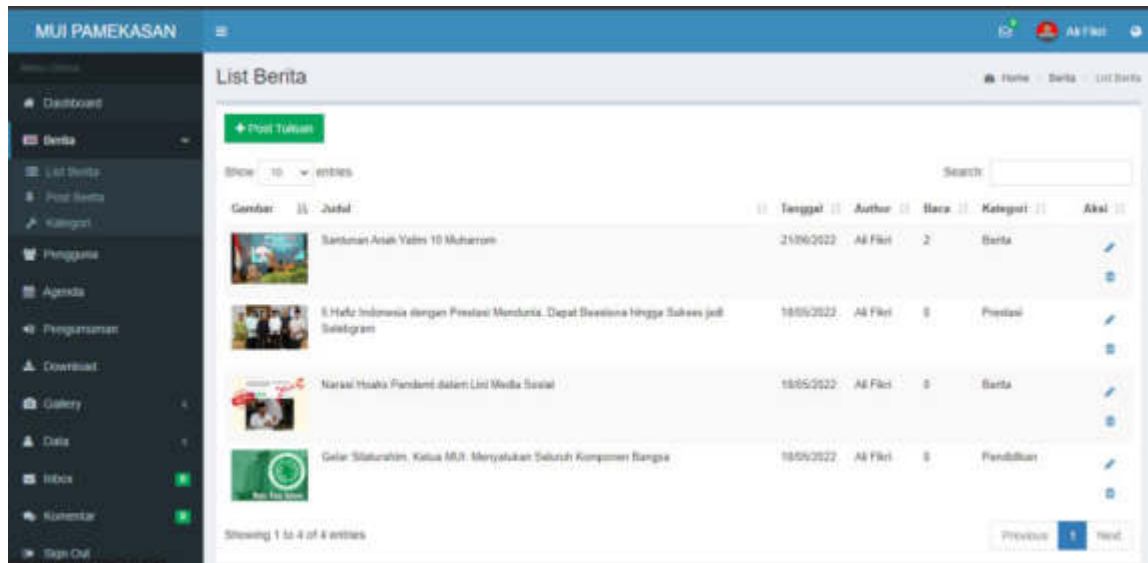 MUI PAMEKASAN
Ali Fikri
List Berita
Home
Berita
List Berita
Dashboard
Berita
List Berita
Post Berita
Kategori
Pengguna
Agenda
Pengumuman
Download
Gallery
Data
Inbox
Komentar
Sign Out
Post Tulisan
Show 10 entries
Search:
Gambar Judul Tanggal Author Baca Kategori Aksi
Santunan Anak Yatim 10 Muharrom 21/06/2022 Ali Fikri 2 Berita
Hafiz Indonesia dengan Prestasi Mendunia, Dapat Beasiswa hingga Sukses jadi 18/05/2022 Ali Fikri Prestasi
Selebgram
Narasi Hoaks Pandemi dalam Lini Media Sosial 18/05/2022 Ali Fikri Berita
Gelar Silaturahim, Ketua MUI: Menyatukan Seluruh Komponen Bangsa 18/05/2022 Ali Fikri Pendidikan
Showing 1 to 4 of 4 entries
Previous 1 Next